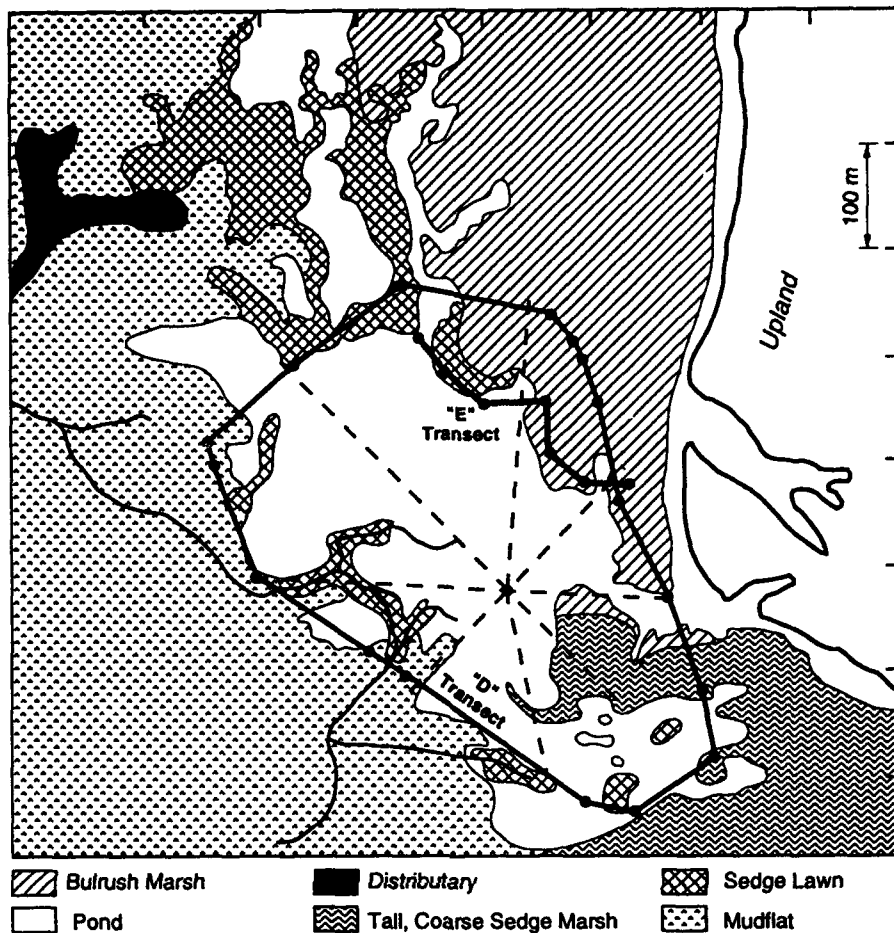 100 m
Upland
"E"
Transect
"D"
Transect
Bulrush Marsh
Distributary
Sedge Lawn
Pond
Tall, Coarse Sedge Marsh
Mudflat